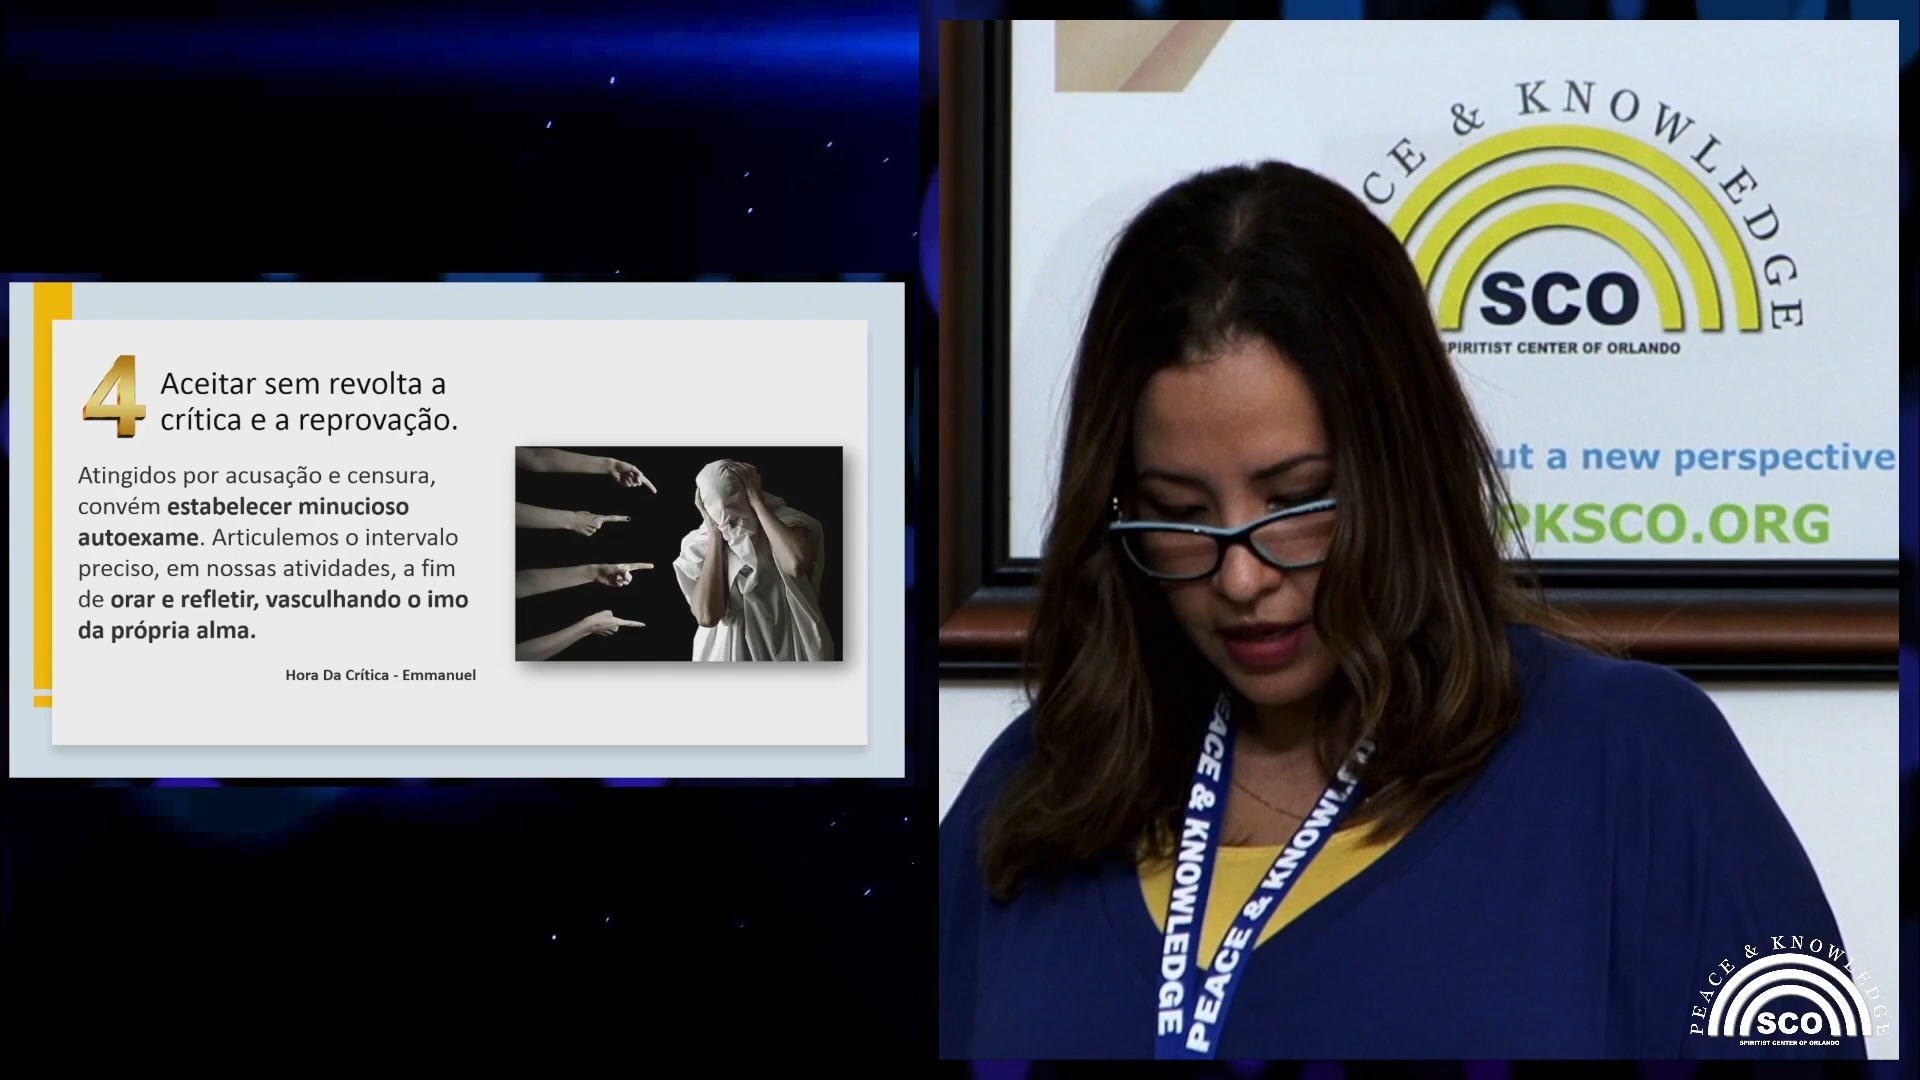 4
Aceitar sem revolta a
crítica e a reprovação.
Atingidos por acusação e censura,
convém estabelecer minucioso
autoexame. Articulemos o intervalo
preciso, em nossas atividades, a fim
de orar e refletir, vasculhando o imo
da própria alma.
Hora Da Crítica - Emmanuel
CE & KNOWLEDGE
SCO
PIRITIST CENTER OF ORLANDO
ut a new perspective
PKSCO.ORG
EACE & KNOWLEDGE
PEACE & KNOWL
PEACE & KNOWLEDGE
SCO
SPIRITIST CENTER OF ORLANDO